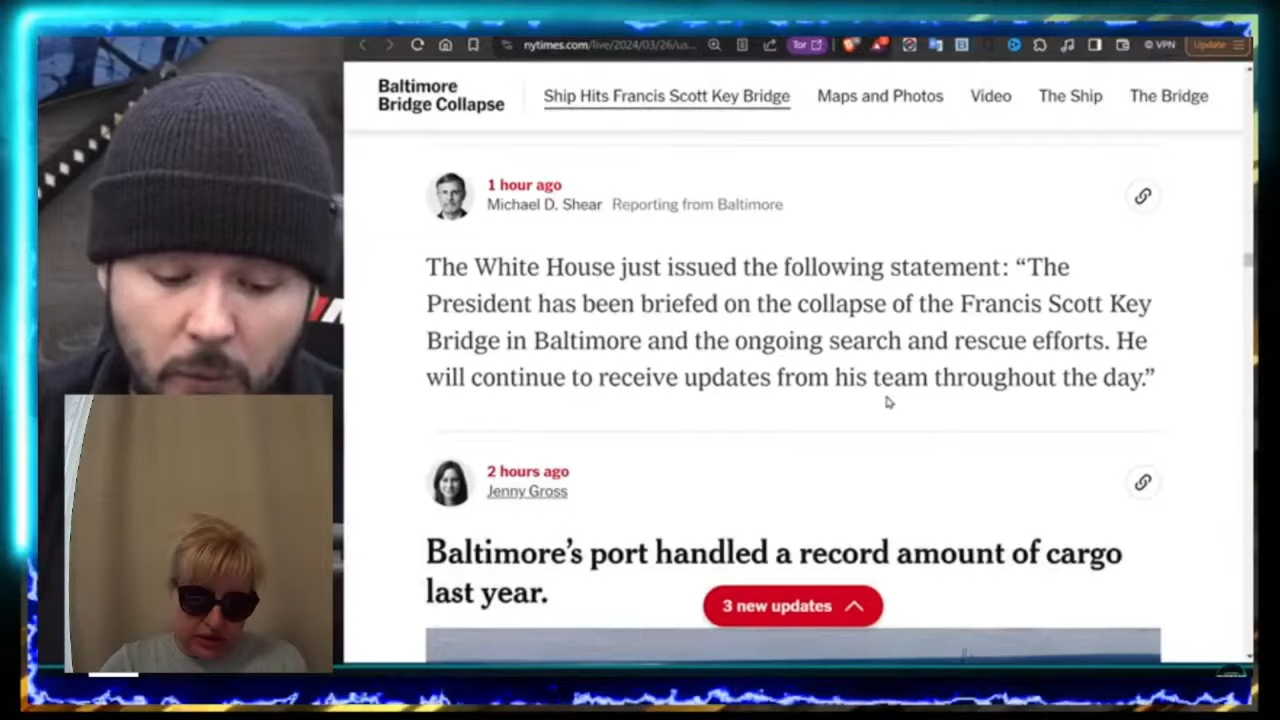 nytimes.com/live/2024/03/26/us...
Tor
VPN
Update
Baltimore
Bridge Collapse
Ship Hits Francis Scott Key Bridge
Maps and Photos
Video
The Ship
The Bridge
1 hour ago
Michael D. Shear Reporting from Baltimore
The White House just issued the following statement: “The
President has been briefed on the collapse of the Francis Scott Key
Bridge in Baltimore and the ongoing search and rescue efforts. He
will continue to receive updates from his team throughout the day.”
2 hours ago
Jenny Gross
Baltimore’s port handled a record amount of cargo
last year.
3 new updates